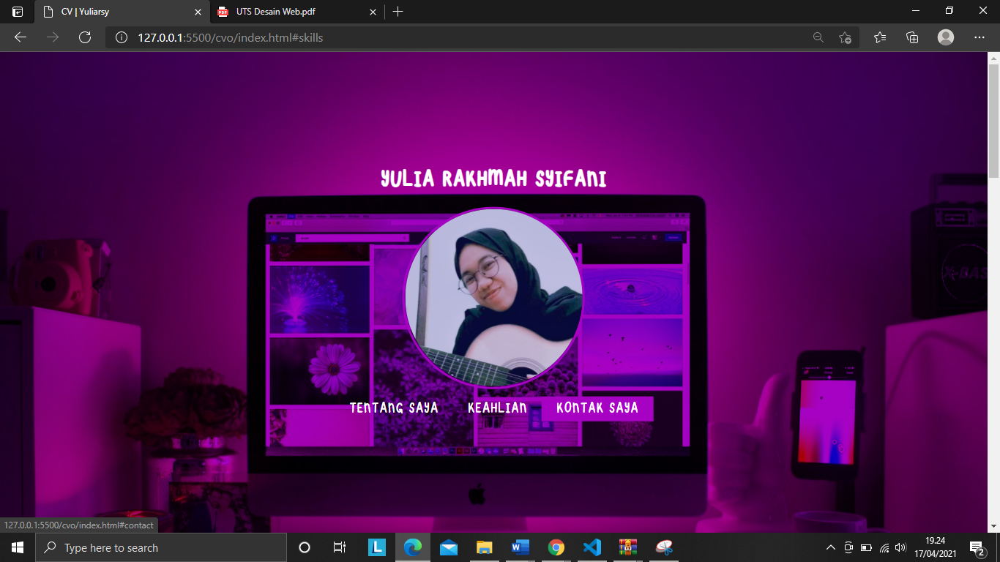 CV | Yuliarsy
UTS Desain Web.pdf
127.0.0.1:5500/cvo/index.html#skills
YULIA RAKHMAH SYIFANI
TENTANG SAYA
KEAHLIAN
KONTAK SAYA
127.0.0.1:5500/cvo/index.html#contact
Type here to search
19.24
17/04/2021
2